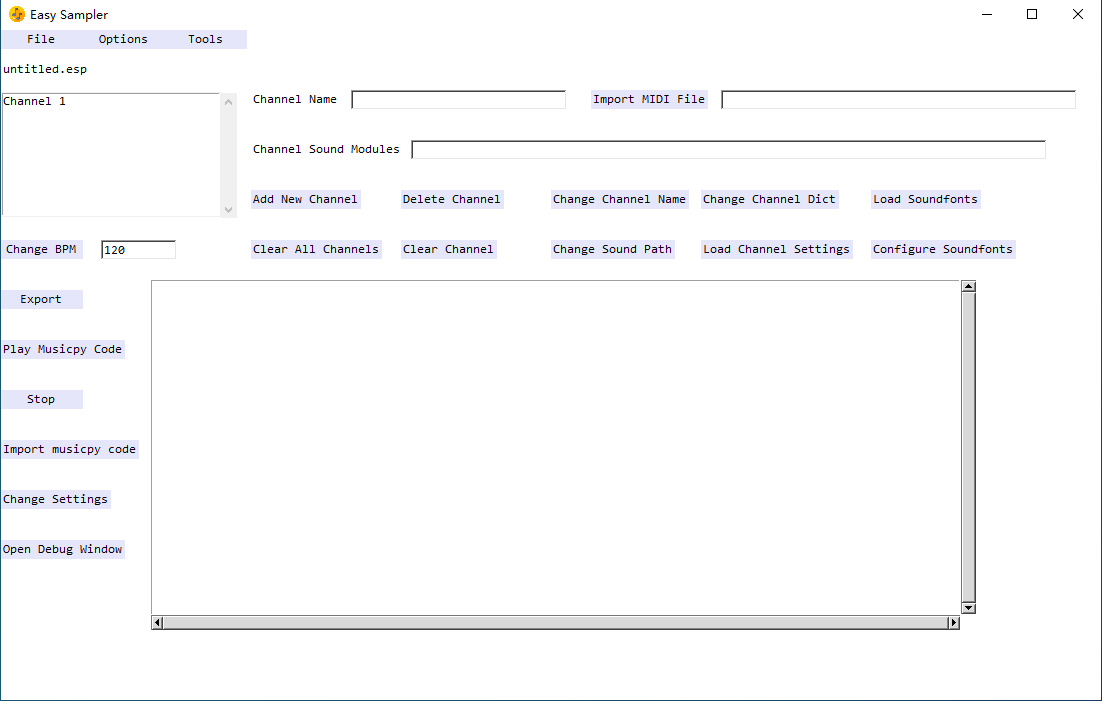 Easy Sampler
File Options Tools
untitled.esp
Channel 1
Channel Name
Import MIDI File
Channel Sound Modules
Add New Channel
Delete Channel
Change Channel Name
Change Channel Dict
Load Soundfonts
Change BPM
120
Clear All Channels
Clear Channel
Change Sound Path
Load Channel Settings
Configure Soundfonts
Export
Play Musicpy Code
Stop
Import musicpy code
Change Settings
Open Debug Window